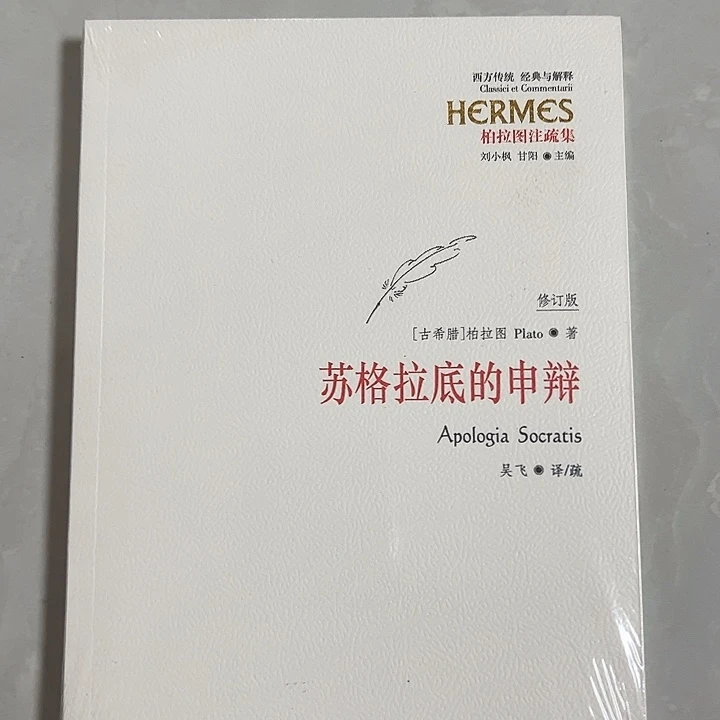 西方传统 经典与解释
Classici et Commentarii
HERMES
柏拉图注疏集
刘小枫 甘阳 ◉ 主编
修订版
[古希腊]柏拉图 Plato ◉ 著
苏格拉底的申辩
Apologia Socratis
吴飞 ◉ 译/疏